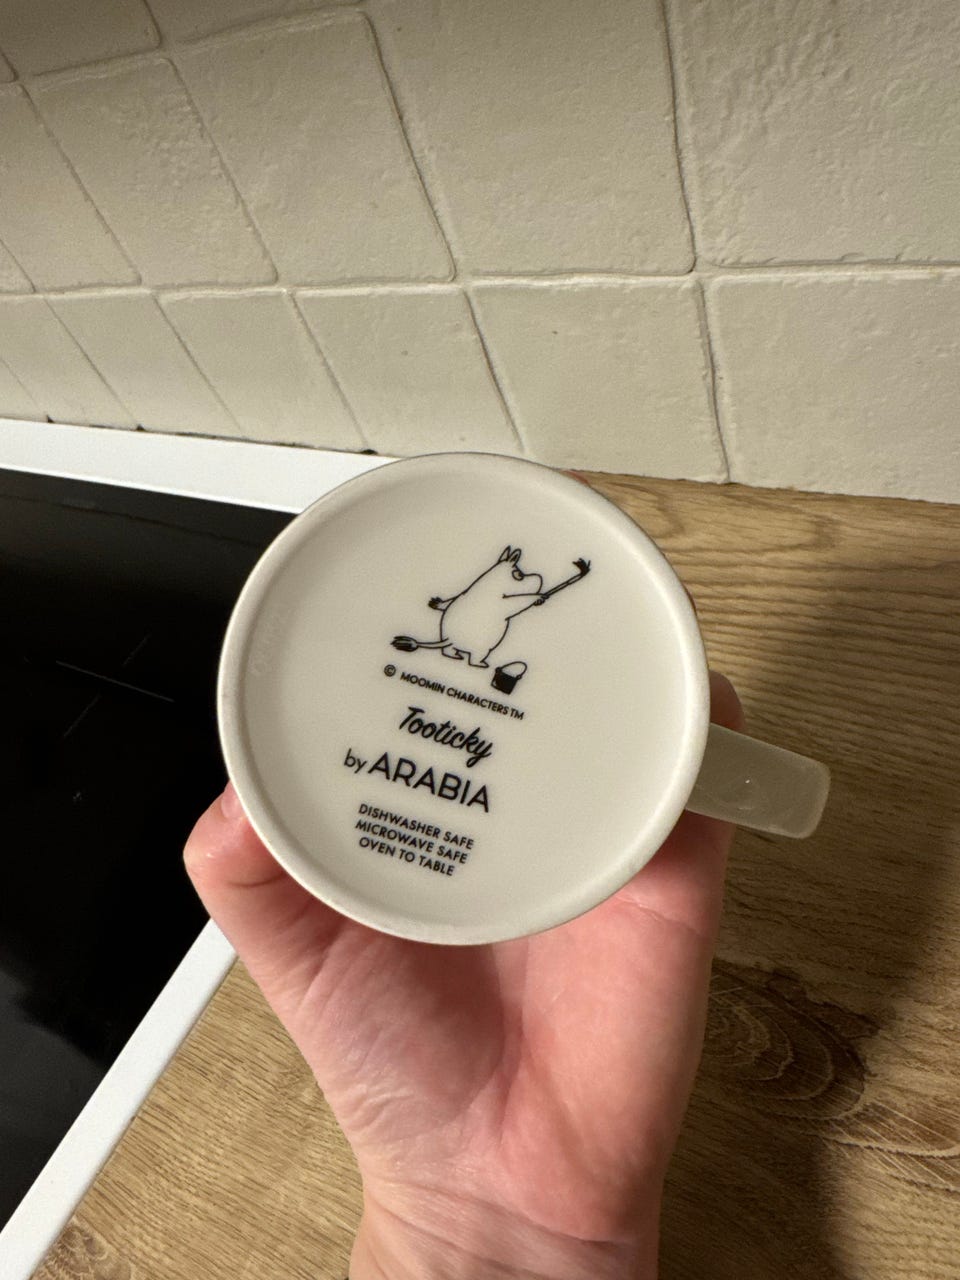 © MOOMIN CHARACTERS TM
Tooticky
by ARABIA
DISHWASHER SAFE
MICROWAVE SAFE
OVEN TO TABLE